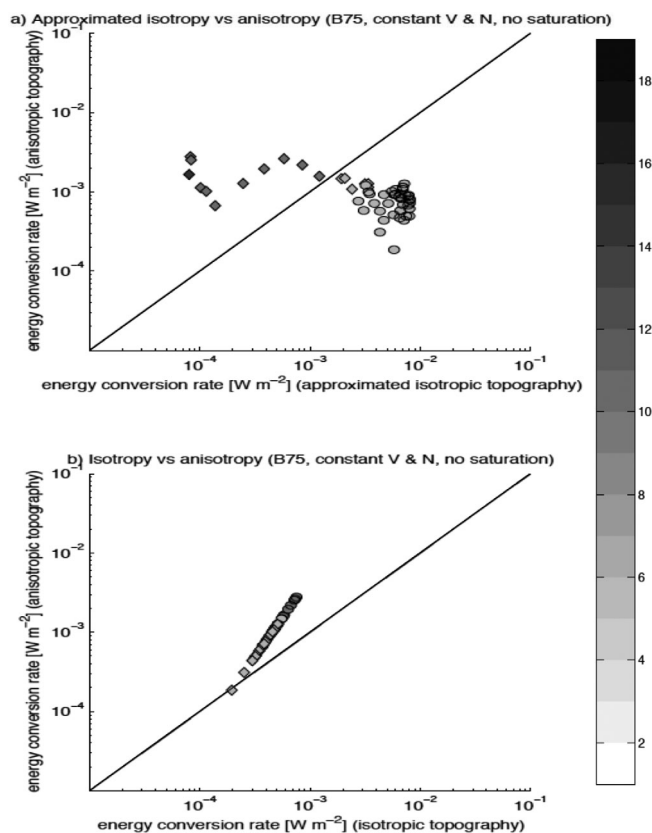 a) Approximated isotropy vs anisotropy (B75, constant V & N, no saturation)
energy conversion rate [W m⁻²] (anisotropic topography)
10⁻¹
10⁻²
10⁻³
10⁻⁴
10⁻⁴ 10⁻³ 10⁻² 10⁻¹
energy conversion rate [W m⁻²] (approximated isotropic topography)
b) Isotropy vs anisotropy (B75, constant V & N, no saturation)
energy conversion rate [W m⁻²] (anisotropic topography)
10⁻¹
10⁻²
10⁻³
10⁻⁴
10⁻⁴ 10⁻³ 10⁻² 10⁻¹
energy conversion rate [W m⁻²] (isotropic topography)
18
16
14
12
10
8
6
4
2